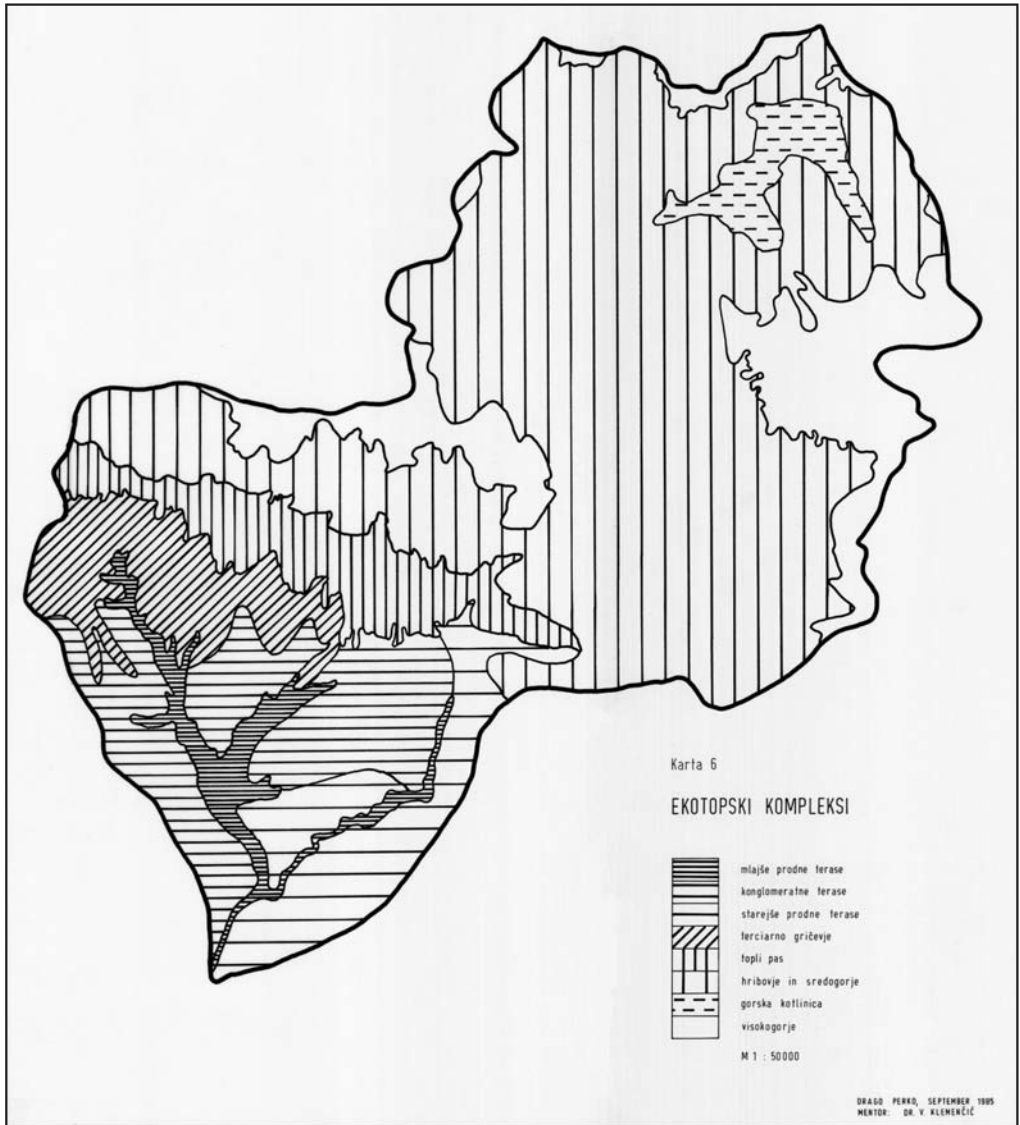 Karta 6
EKOTOPSKI KOMPLEKSI
mlajše prodne terase
konglomeratne terase
starejše prodne terase
terciarno gričevje
topli pas
hribovje in sredogorje
gorska kotlinica
visokogorje
M 1 : 50000
DRAGO PERKO, SEPTEMBER 1985
MENTOR: DR. V. KLEMENČIČ